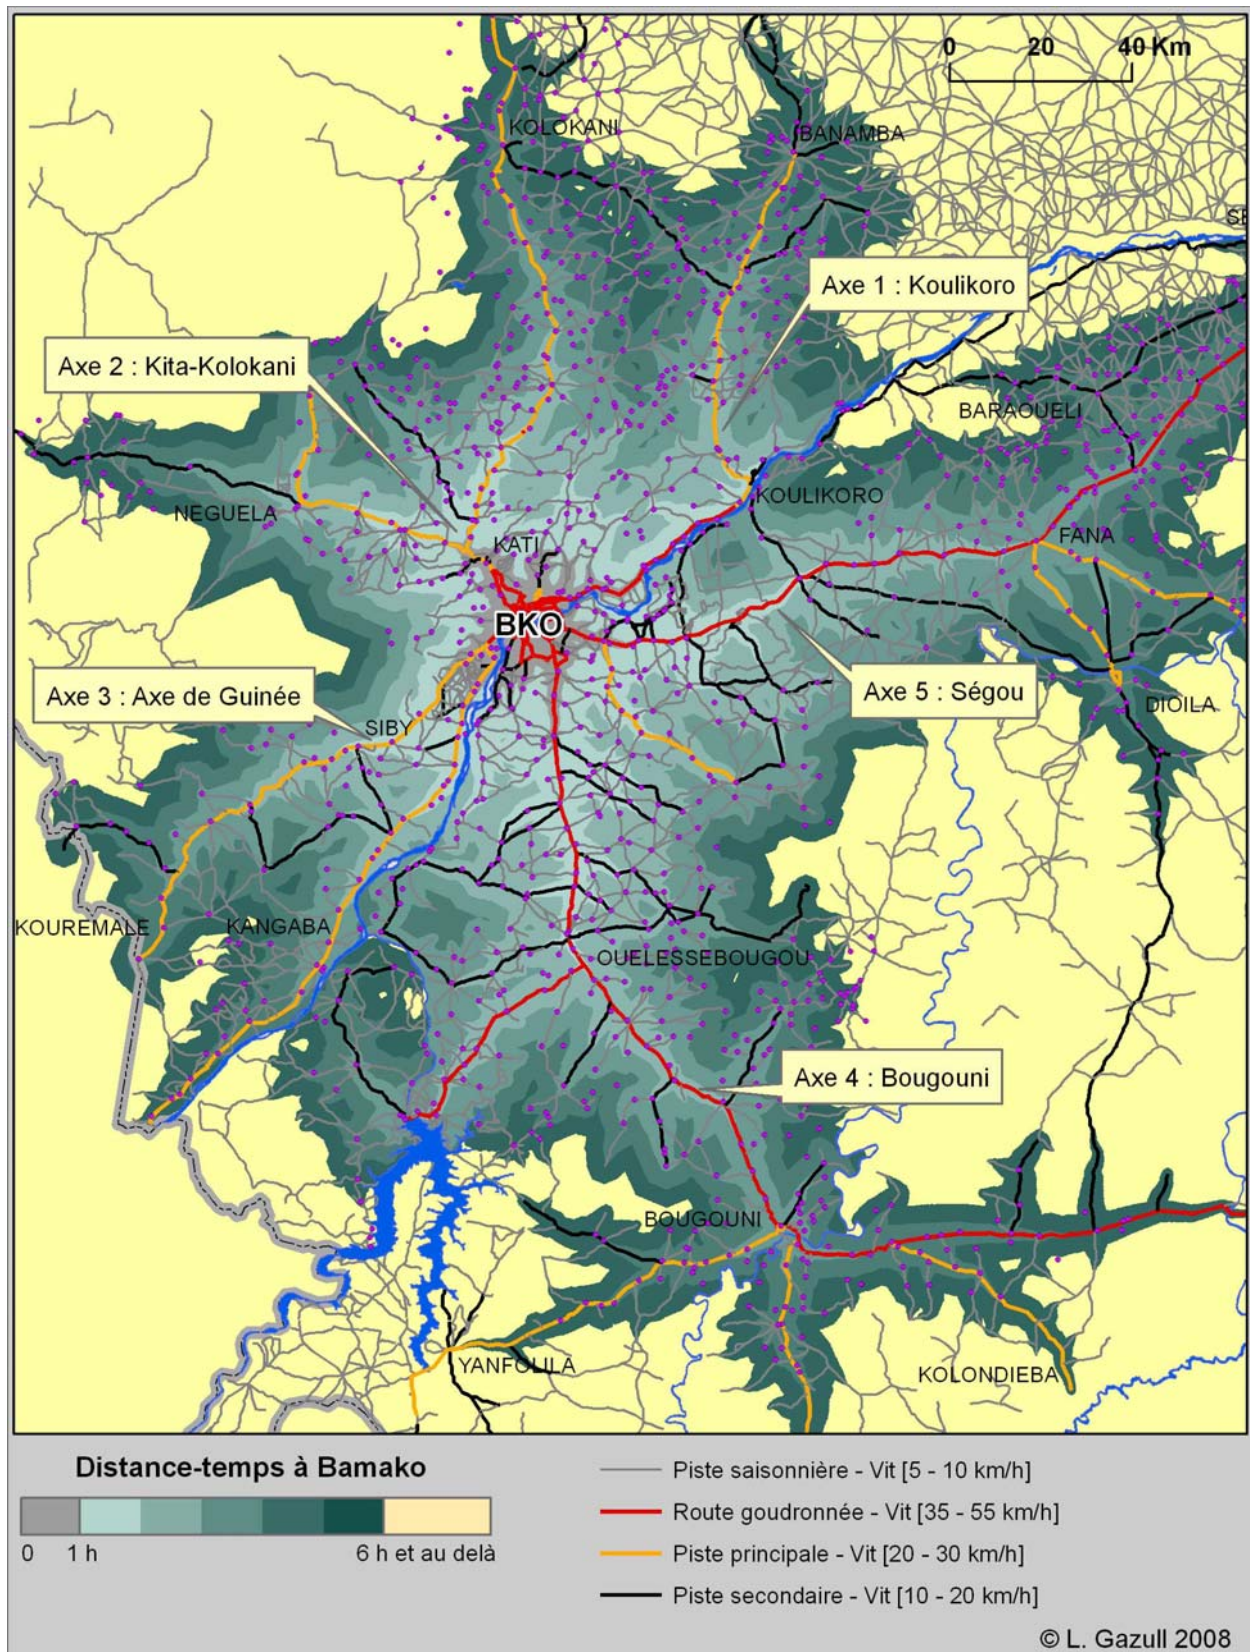 0 20 40 Km
KOLOKANI
BANAMBA
Axe 1 : Koulikoro
Axe 2 : Kita-Kolokani
BARAOUELI
KOULIKORO
NEGUELA
FANA
KATI
BKO
Axe 5 : Ségou
Axe 3 : Axe de Guinée
DIOILA
SIBY
KOUREMALE
KANGABA
OUELESSEBOUGOU
Axe 4 : Bougouni
BOUGOUNI
YANFOLILA
KOLONDIEBA
Distance-temps à Bamako
0 1 h 6 h et au delà
Piste saisonnière - Vit [5 - 10 km/h]
Route goudronnée - Vit [35 - 55 km/h]
Piste principale - Vit [20 - 30 km/h]
Piste secondaire - Vit [10 - 20 km/h]
© L. Gazull 2008